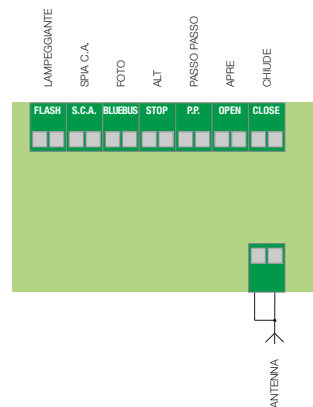 LAMPEGGIANTE
SPIA C.A.
FOTO
ALT
PASSO PASSO
APRE
CHIUDE
FLASH
S.C.A.
BLUEBUS
STOP
P.P.
OPEN
CLOSE
ANTENNA